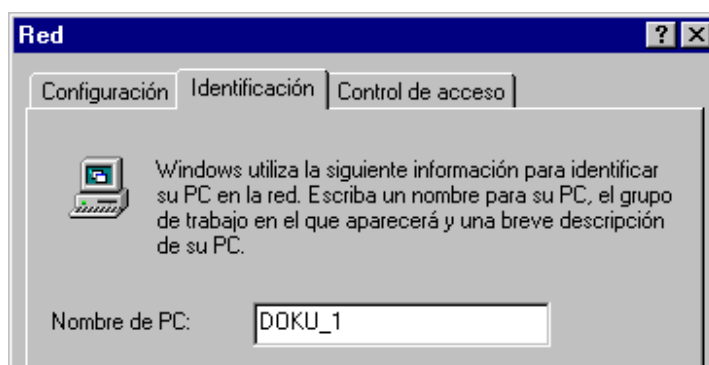 Red
Configuración Identificación Control de acceso
Windows utiliza la siguiente información para identificar
su PC en la red. Escriba un nombre para su PC, el grupo
de trabajo en el que aparecerá y una breve descripción
de su PC.
Nombre de PC: DOKU_1